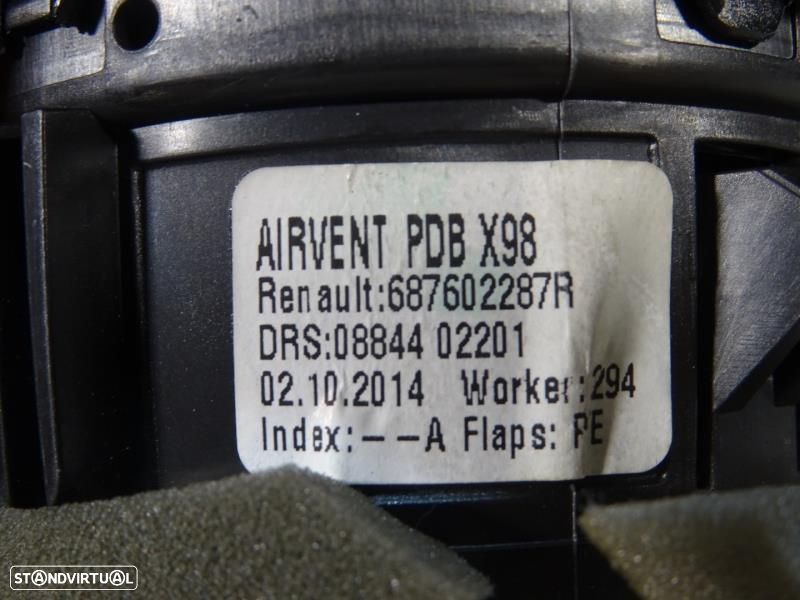 AIRVENT PDB X98
Renault:687602287R
DRS:08844 02201
02.10.2014 Worker:294
Index:--A Flaps: PE
STANDVIRTUAL